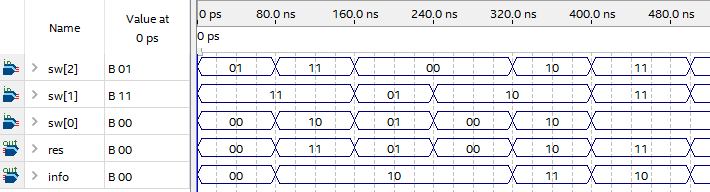 Name Value at 0 ps 0 ps 80.0 ns 160.0 ns 240.0 ns 320.0 ns 400.0 ns 480.0 ns
0 ps
sw[2] B 01 01 11 00 10 11
sw[1] B 11 11 01 10 11
sw[0] B 00 00 10 01 00 10
res B 00 00 11 01 00 10 11
info B 00 00 10 11 10